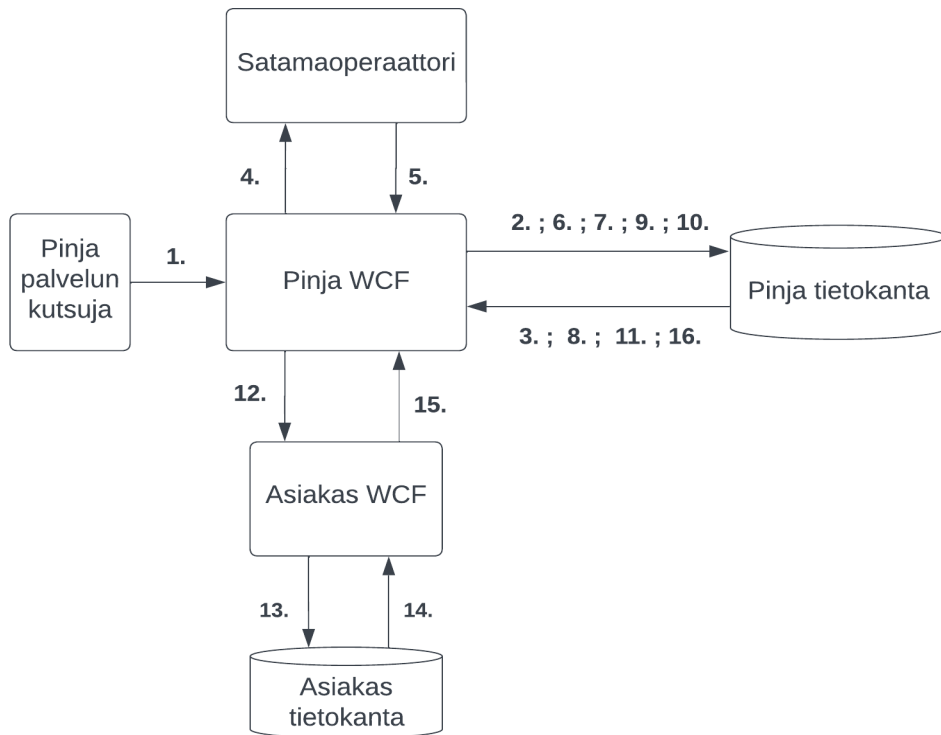 Satamaoperaattori
4.
5.
Pinja
palvelun
kutsuja
1.
Pinja WCF
2. ; 6. ; 7. ; 9. ; 10.
Pinja tietokanta
3. ; 8. ; 11. ; 16.
12.
15.
Asiakas WCF
13.
14.
Asiakas
tietokanta